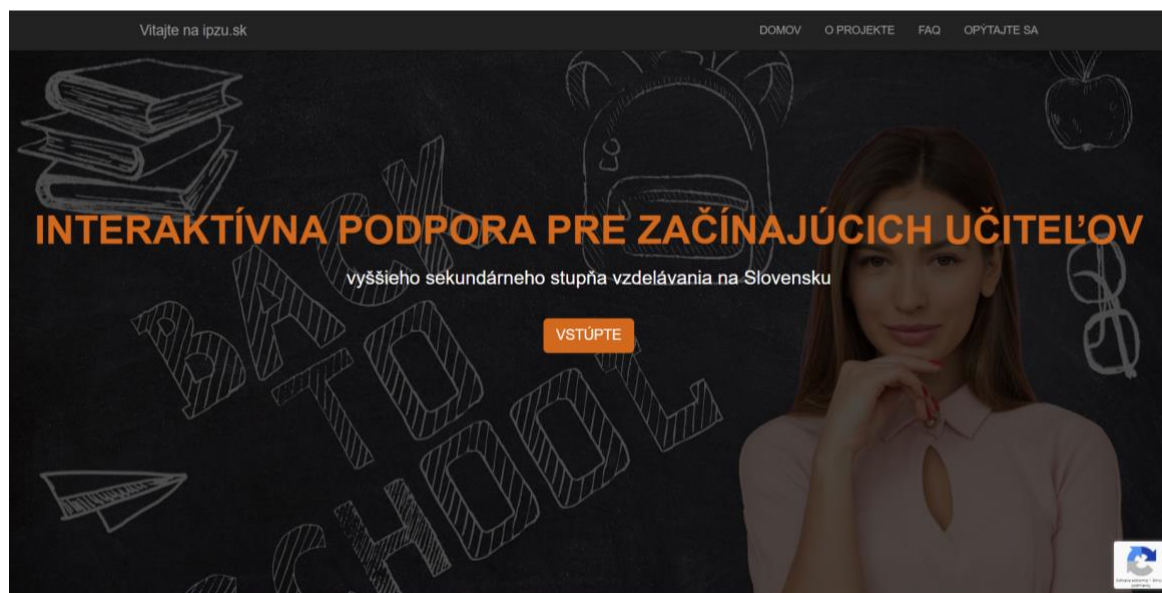 Vitajte na ipzu.sk
DOMOV O PROJEKTE FAQ OPÝTAJTE SA
INTERAKTÍVNA PODPORA PRE ZAČÍNAJÚCICH UČITEĽOV
vyššieho sekundárneho stupňa vzdelávania na Slovensku
VSTÚPTE
BACK
TO
SCHOOL